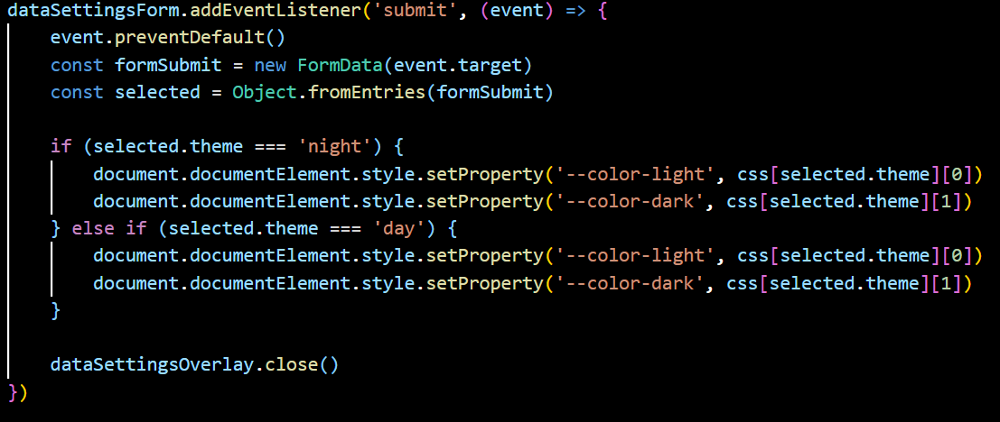 dataSettingsForm.addEventListener('submit', (event) => {
    event.preventDefault()
    const formSubmit = new FormData(event.target)
    const selected = Object.fromEntries(formSubmit)

    if (selected.theme === 'night') {
        document.documentElement.style.setProperty('--color-light', css[selected.theme][0])
        document.documentElement.style.setProperty('--color-dark', css[selected.theme][1])
    } else if (selected.theme === 'day') {
        document.documentElement.style.setProperty('--color-light', css[selected.theme][0])
        document.documentElement.style.setProperty('--color-dark', css[selected.theme][1])
    }

    dataSettingsOverlay.close()
})